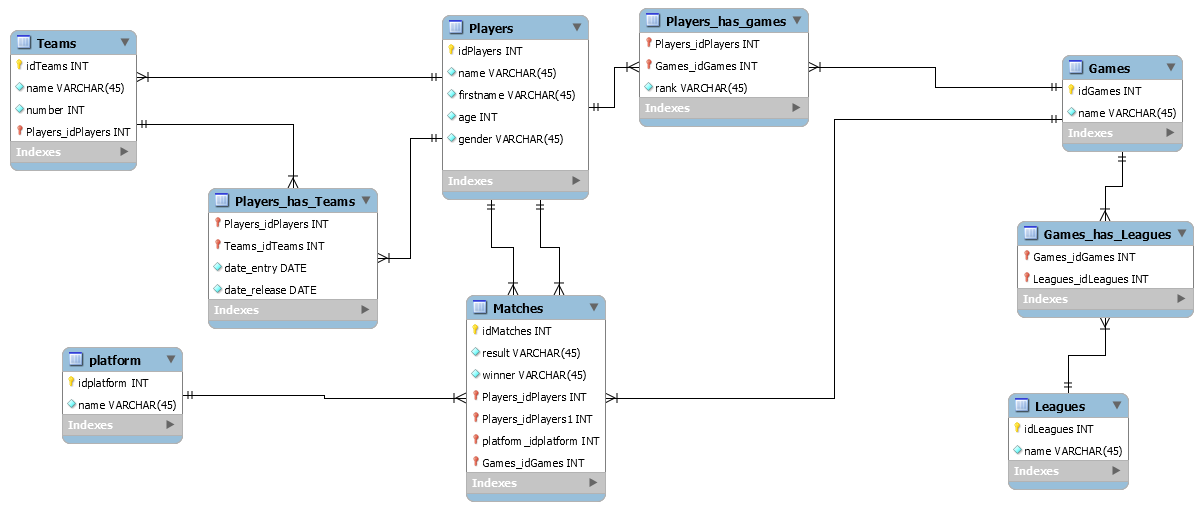 Teams
idTeams INT
name VARCHAR(45)
number INT
Players_idPlayers INT
Indexes
Players
idPlayers INT
name VARCHAR(45)
firstname VARCHAR(45)
age INT
gender VARCHAR(45)
Indexes
Players_has_games
Players_idPlayers INT
Games_idGames INT
rank VARCHAR(45)
Indexes
Games
idGames INT
name VARCHAR(45)
Indexes
Players_has_Teams
Players_idPlayers INT
Teams_idTeams INT
date_entry DATE
date_release DATE
Indexes
Games_has_Leagues
Games_idGames INT
Leagues_idLeagues INT
Indexes
Matches
idMatches INT
result VARCHAR(45)
winner VARCHAR(45)
Players_idPlayers INT
Players_idPlayers1 INT
platform_idplatform INT
Games_idGames INT
Indexes
platform
idplatform INT
name VARCHAR(45)
Indexes
Leagues
idLeagues INT
name VARCHAR(45)
Indexes